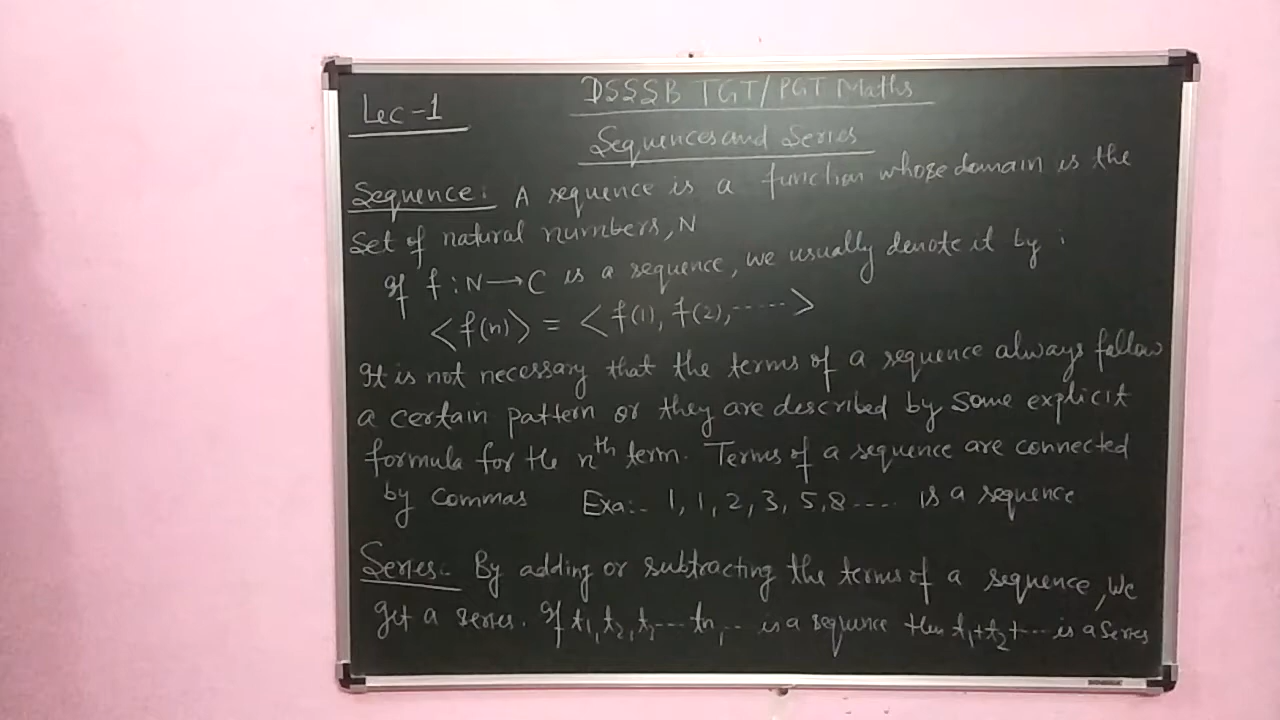 Lec-1
DSSSB TGT/PGT Maths
Sequences and Series
Sequence: A sequence is a function whose domain is the
set of natural numbers, N
If f:N→C is a sequence, we usually denote it by :
<f(n)> = <f(1), f(2),......>
It is not necessary that the terms of a sequence always follow
a certain pattern or they are described by some explicit
formula for the nth term. Terms of a sequence are connected
by commas Exa:- 1, 1, 2, 3, 5, 8.... is a sequence
Series:- By adding or subtracting the terms of a sequence, we
get a series. If t1, t2, t3....tn,.. is a sequence then t1+t2+... is a series